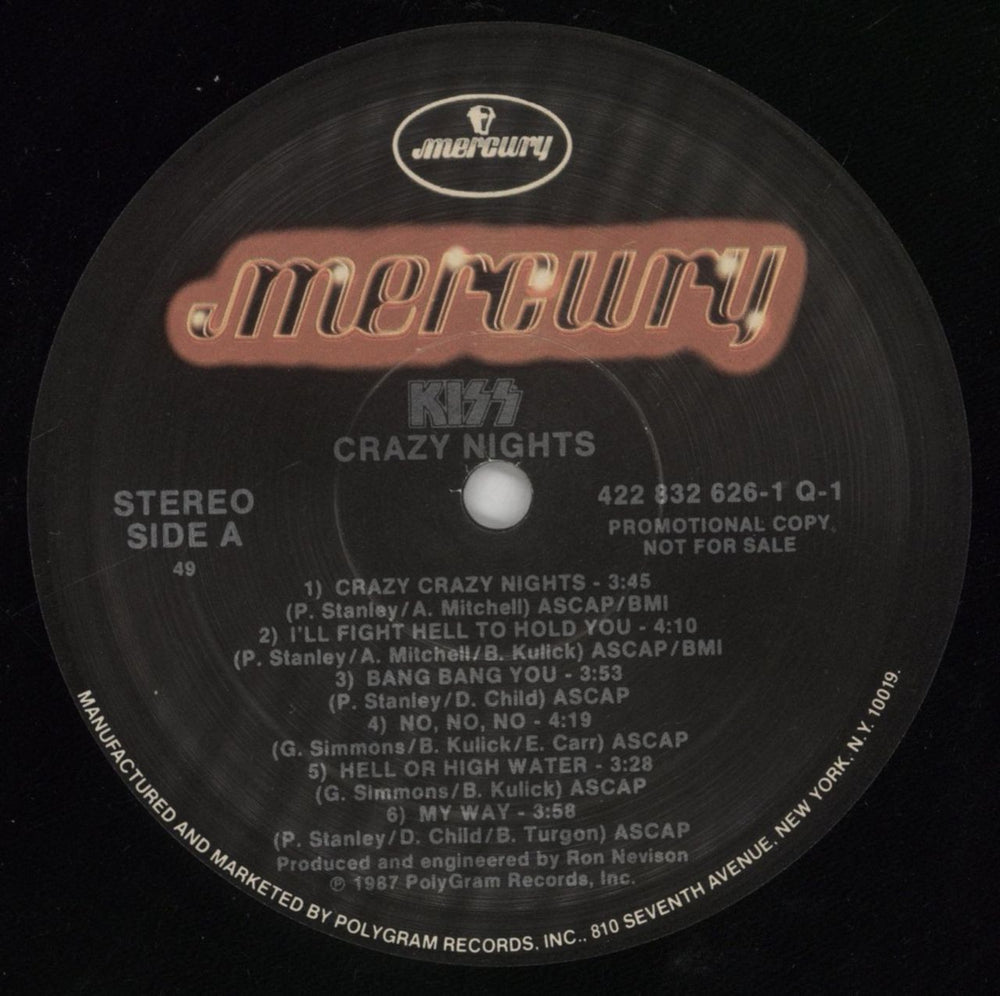 mercury
mercury
KISS
CRAZY NIGHTS
STEREO
SIDE A
49
422 832 626-1 Q-1
PROMOTIONAL COPY,
NOT FOR SALE
1) CRAZY CRAZY NIGHTS - 3:45
(P. Stanley/A. Mitchell) ASCAP/BMI
2) I'LL FIGHT HELL TO HOLD YOU - 4:10
(P. Stanley/A. Mitchell/B. Kulick) ASCAP/BMI
3) BANG BANG YOU - 3:53
(P. Stanley/D. Child) ASCAP
4) NO, NO, NO - 4:19
(G. Simmons/B. Kulick/E. Carr) ASCAP
5) HELL OR HIGH WATER - 3:28
(G. Simmons/B. Kulick) ASCAP
6) MY WAY - 3:58
(P. Stanley/D. Child/B. Turgon) ASCAP
Produced and engineered by Ron Nevison
℗ 1987 PolyGram Records, Inc.
MANUFACTURED AND MARKETED BY POLYGRAM RECORDS, INC., 810 SEVENTH AVENUE, NEW YORK, N.Y. 10019.